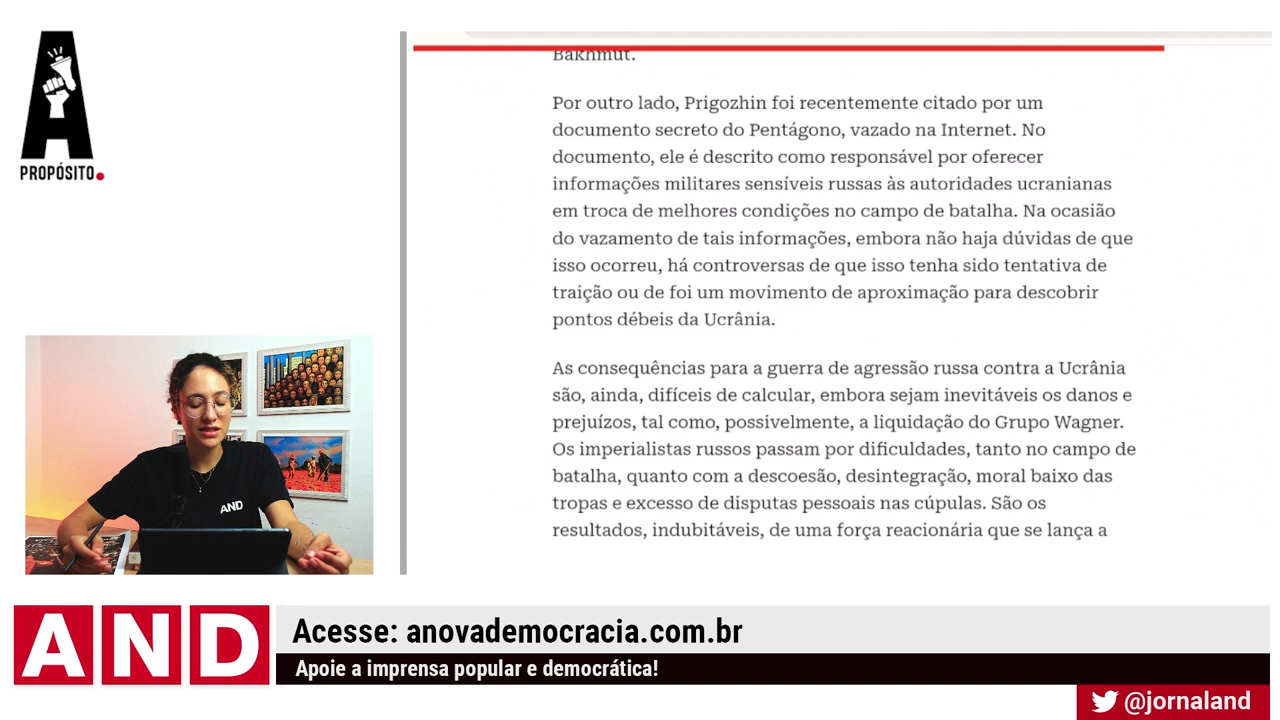 A
PROPÓSITO.
Bakhmut.
Por outro lado, Prigozhin foi recentemente citado por um
documento secreto do Pentágono, vazado na Internet. No
documento, ele é descrito como responsável por oferecer
informações militares sensíveis russas às autoridades ucranianas
em troca de melhores condições no campo de batalha. Na ocasião
do vazamento de tais informações, embora não haja dúvidas de que
isso ocorreu, há controversas de que isso tenha sido tentativa de
traição ou de foi um movimento de aproximação para descobrir
pontos débeis da Ucrânia.
As consequências para a guerra de agressão russa contra a Ucrânia
são, ainda, difíceis de calcular, embora sejam inevitáveis os danos e
prejuízos, tal como, possivelmente, a liquidação do Grupo Wagner.
Os imperialistas russos passam por dificuldades, tanto no campo de
batalha, quanto com a descoesão, desintegração, moral baixo das
tropas e excesso de disputas pessoais nas cúpulas. São os
resultados, indubitáveis, de uma força reacionária que se lança a
AND
AND
Acesse: anovademocracia.com.br
Apoie a imprensa popular e democrática!
@jornaland